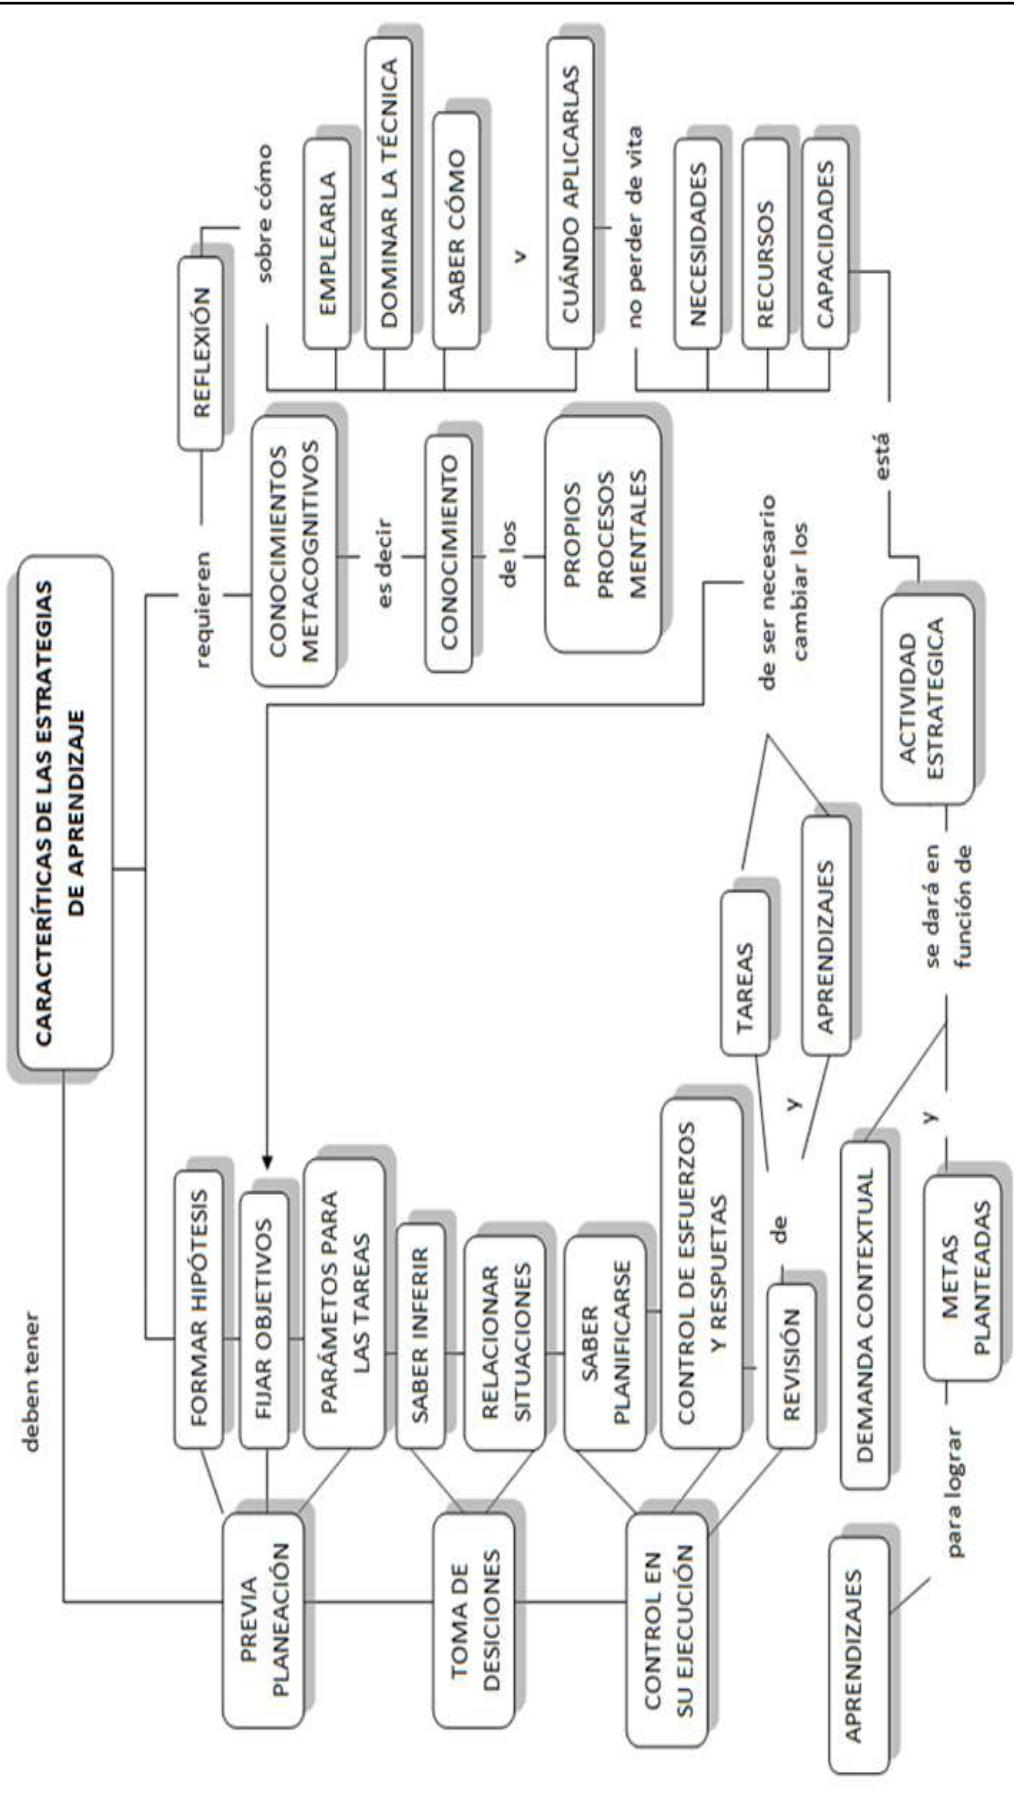 CARACTERÍTICAS DE LAS ESTRATEGIAS
DE APRENDIZAJE
deben tener
PREVIA
PLANEACIÓN
FORMAR HIPÓTESIS
FIJAR OBJETIVOS
PARÁMETOS PARA
LAS TAREAS
TOMA DE
DESICIONES
SABER INFERIR
RELACIONAR
SITUACIONES
CONTROL EN
SU EJECUCIÓN
SABER
PLANIFICARSE
CONTROL DE ESFUERZOS
Y RESPUETAS
REVISIÓN
de
TAREAS
y
APRENDIZAJES
de ser necesario
cambiar los
requieren
CONOCIMIENTOS
METACOGNITIVOS
es decir
CONOCIMIENTO
de los
PROPIOS
PROCESOS
MENTALES
REFLEXIÓN
sobre cómo
EMPLEARLA
DOMINAR LA TÉCNICA
SABER CÓMO
v
CUÁNDO APLICARLAS
no perder de vita
NECESIDADES
RECURSOS
CAPACIDADES
está
ACTIVIDAD
ESTRATEGICA
se dará en
función de
DEMANDA CONTEXTUAL
y
METAS
PLANTEADAS
para lograr
APRENDIZAJES